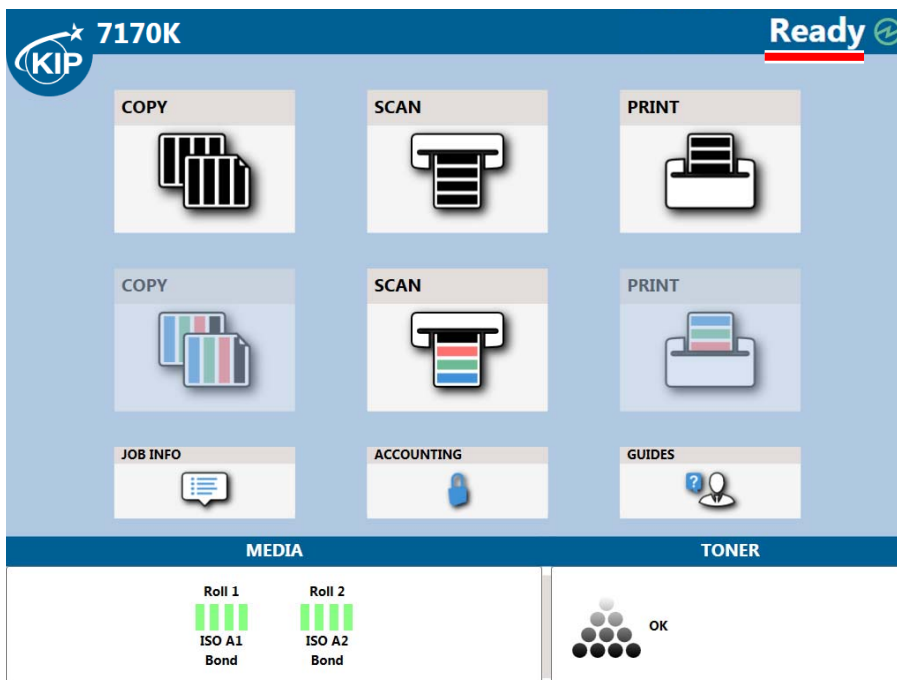 KIP
7170K
Ready
COPY
SCAN
PRINT
COPY
SCAN
PRINT
JOB INFO
ACCOUNTING
GUIDES
?
MEDIA
TONER
Roll 1
Roll 2
ISO A1
ISO A2
Bond
Bond
OK